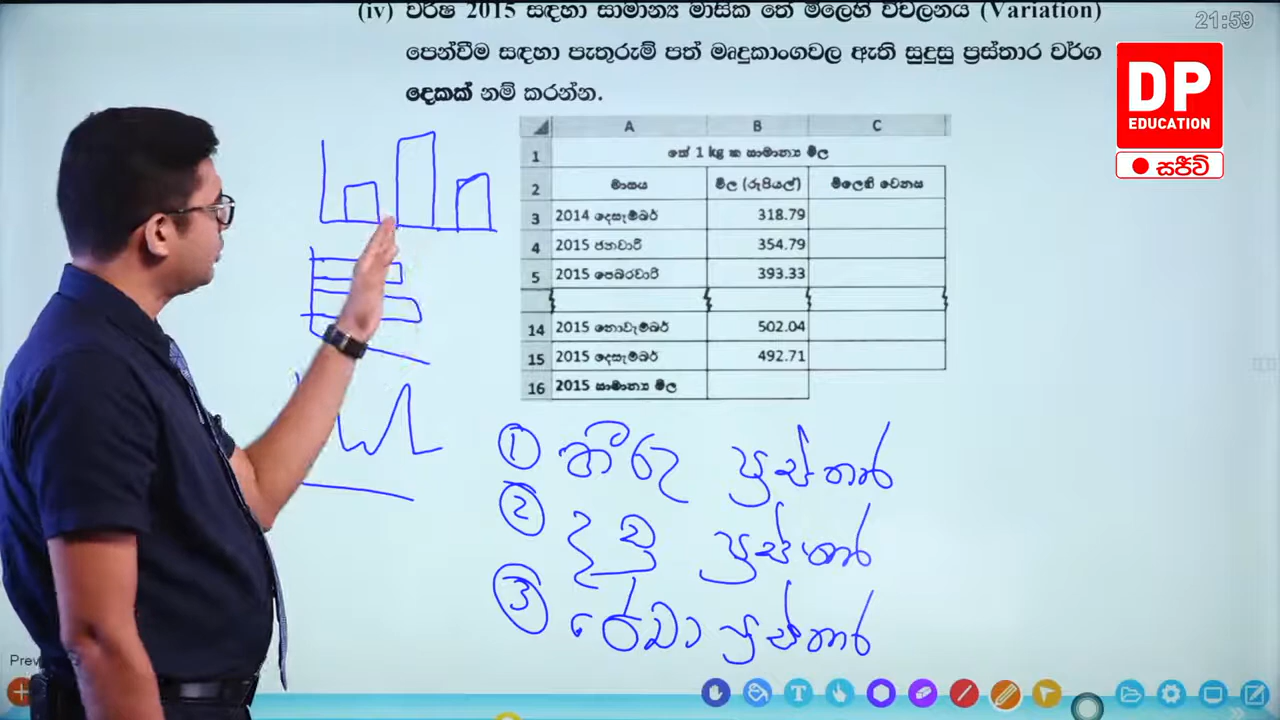 (iv) වර්ෂ 2015 සඳහා සාමාන්‍ය මාසික තේ මිලෙහි විචලනය (Variation)
21:59
පෙන්වීම සඳහා පැතුරුම් පත් මෘදුකාංගවල ඇති සුදුසු ප්‍රස්තාර වර්ග
දෙකක් නම් කරන්න.
DP
EDUCATION
සජීවි
A B C
1 තේ 1 kg ක සාමාන්‍ය මිල
2 මාසය මිල (රුපියල්) මිලෙහි වෙනස
3 2014 දෙසැම්බර් 318.79
4 2015 ජනවාරි 354.79
5 2015 පෙබරවාරි 393.33
14 2015 නොවැම්බර් 502.04
15 2015 දෙසැම්බර් 492.71
16 2015 සාමාන්‍ය මිල
① තීරු ප්‍රස්තාර
② දඬු ප්‍රස්තාර
③ රේඛා ප්‍රස්තාර